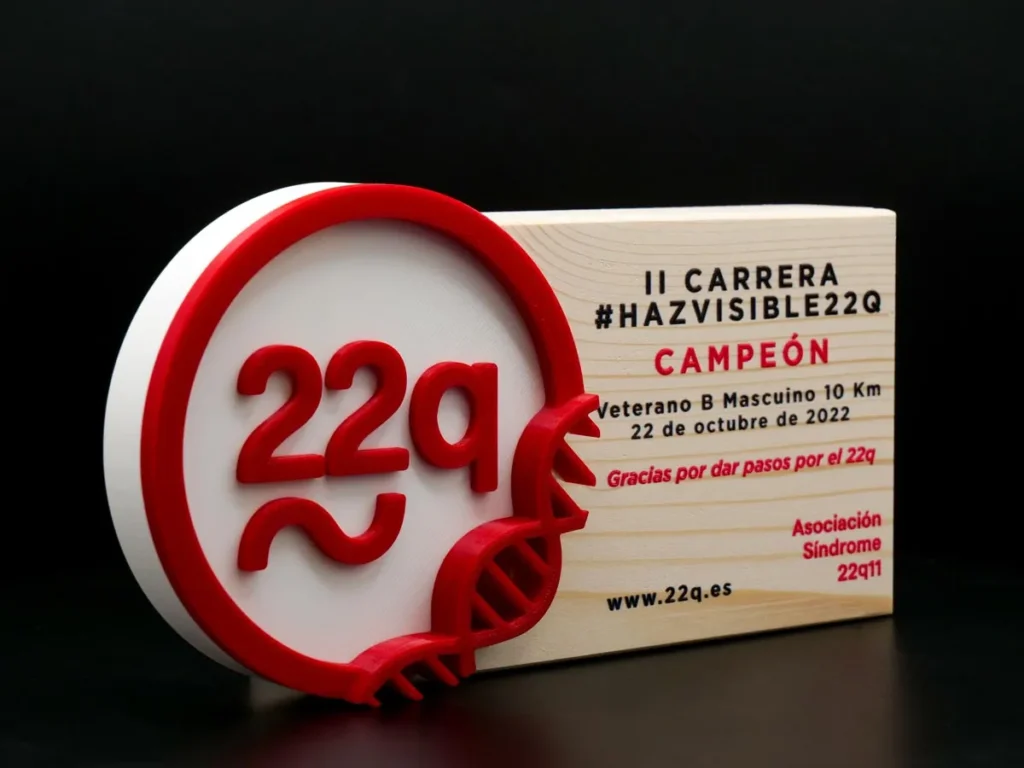 22q
II CARRERA
#HAZVISIBLE22Q
CAMPEÓN
Veterano B Mascuino 10 Km
22 de octubre de 2022
Gracias por dar pasos por el 22q
Asociación
Síndrome
22q11
www.22q.es